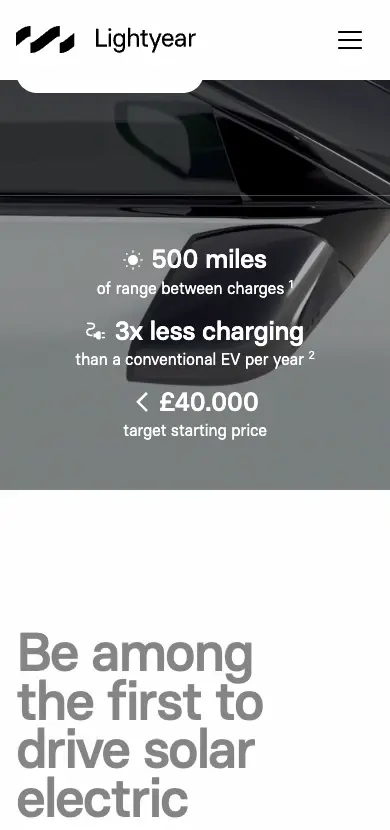 Lightyear
500 miles
of range between charges 1
3x less charging
than a conventional EV per year 2
< £40.000
target starting price
Be among
the first to
drive solar
electric